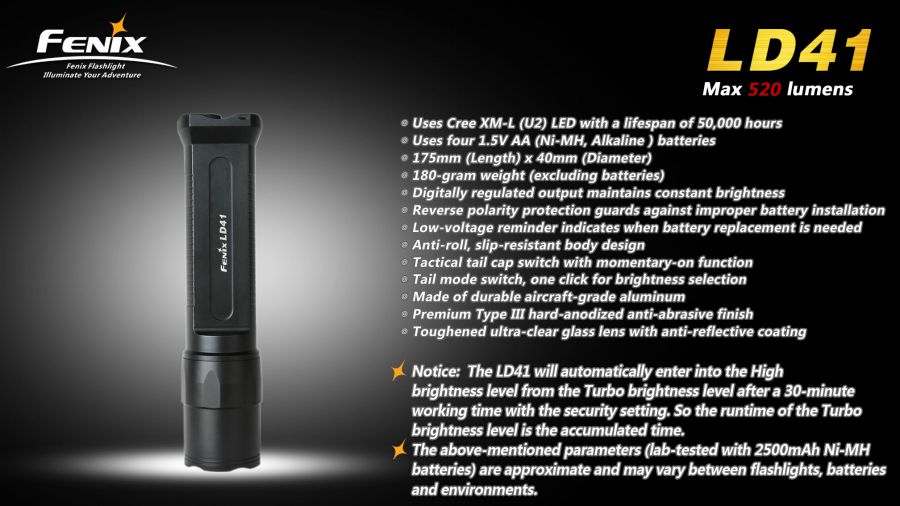 FENIX
Fenix Flashlight
Illuminate Your Adventure
LD41
Max 520 lumens
FENIX LD41
Uses Cree XM-L (U2) LED with a lifespan of 50,000 hours
Uses four 1.5V AA (Ni-MH, Alkaline ) batteries
175mm (Length) x 40mm (Diameter)
180-gram weight (excluding batteries)
Digitally regulated output maintains constant brightness
Reverse polarity protection guards against improper battery installation
Low-voltage reminder indicates when battery replacement is needed
Anti-roll, slip-resistant body design
Tactical tail cap switch with momentary-on function
Tail mode switch, one click for brightness selection
Made of durable aircraft-grade aluminum
Premium Type III hard-anodized anti-abrasive finish
Toughened ultra-clear glass lens with anti-reflective coating
Notice: The LD41 will automatically enter into the High
brightness level from the Turbo brightness level after a 30-minute
working time with the security setting. So the runtime of the Turbo
brightness level is the accumulated time.
The above-mentioned parameters (lab-tested with 2500mAh Ni-MH
batteries) are approximate and may vary between flashlights, batteries
and environments.